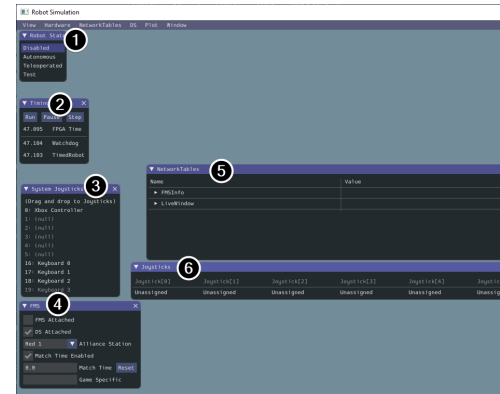 Robot Simulation
View Hardware NetworkTables DS Plot Window
Robot State
1
Disabled
Autonomous
Teleoperated
Test
Timing
2
Run Pause Step
47.095 FPGA Time
47.104 Watchdog
47.103 TimedRobot
System Joysticks
3
(Drag and drop to Joysticks)
0: Xbox Controller
1: (null)
2: (null)
3: (null)
4: (null)
5: (null)
16: Keyboard 0
17: Keyboard 1
18: Keyboard 2
19: Keyboard 3
FMS
4
FMS Attached
DS Attached
Red 1 Alliance Station
Match Time Enabled
0.0 Match Time Reset
Game Specific
NetworkTables
5
Name Value
FMSInfo
LiveWindow
Joysticks
6
Joystick[0] Joystick[1] Joystick[2] Joystick[3] Joystick[4]
Unassigned Unassigned Unassigned Unassigned Unassigned